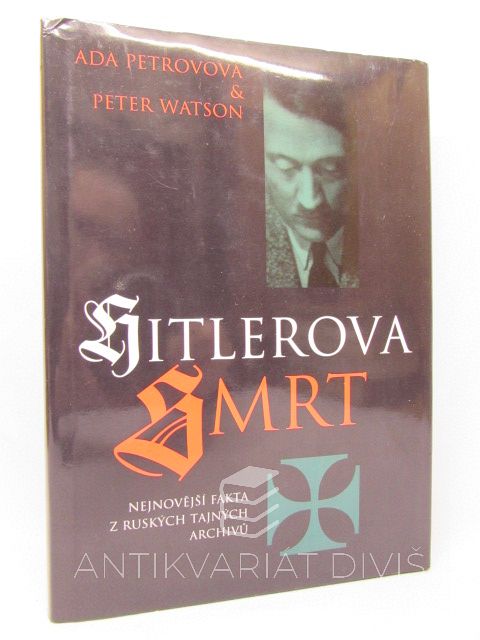 ADA PETROVOVA
&
PETER WATSON
HITLEROVA
SMRT
NEJNOVĚJŠÍ FAKTA
Z RUSKÝCH TAJNÝCH
ARCHIVŮ
ANTIKVARIÁT DIVIŠ